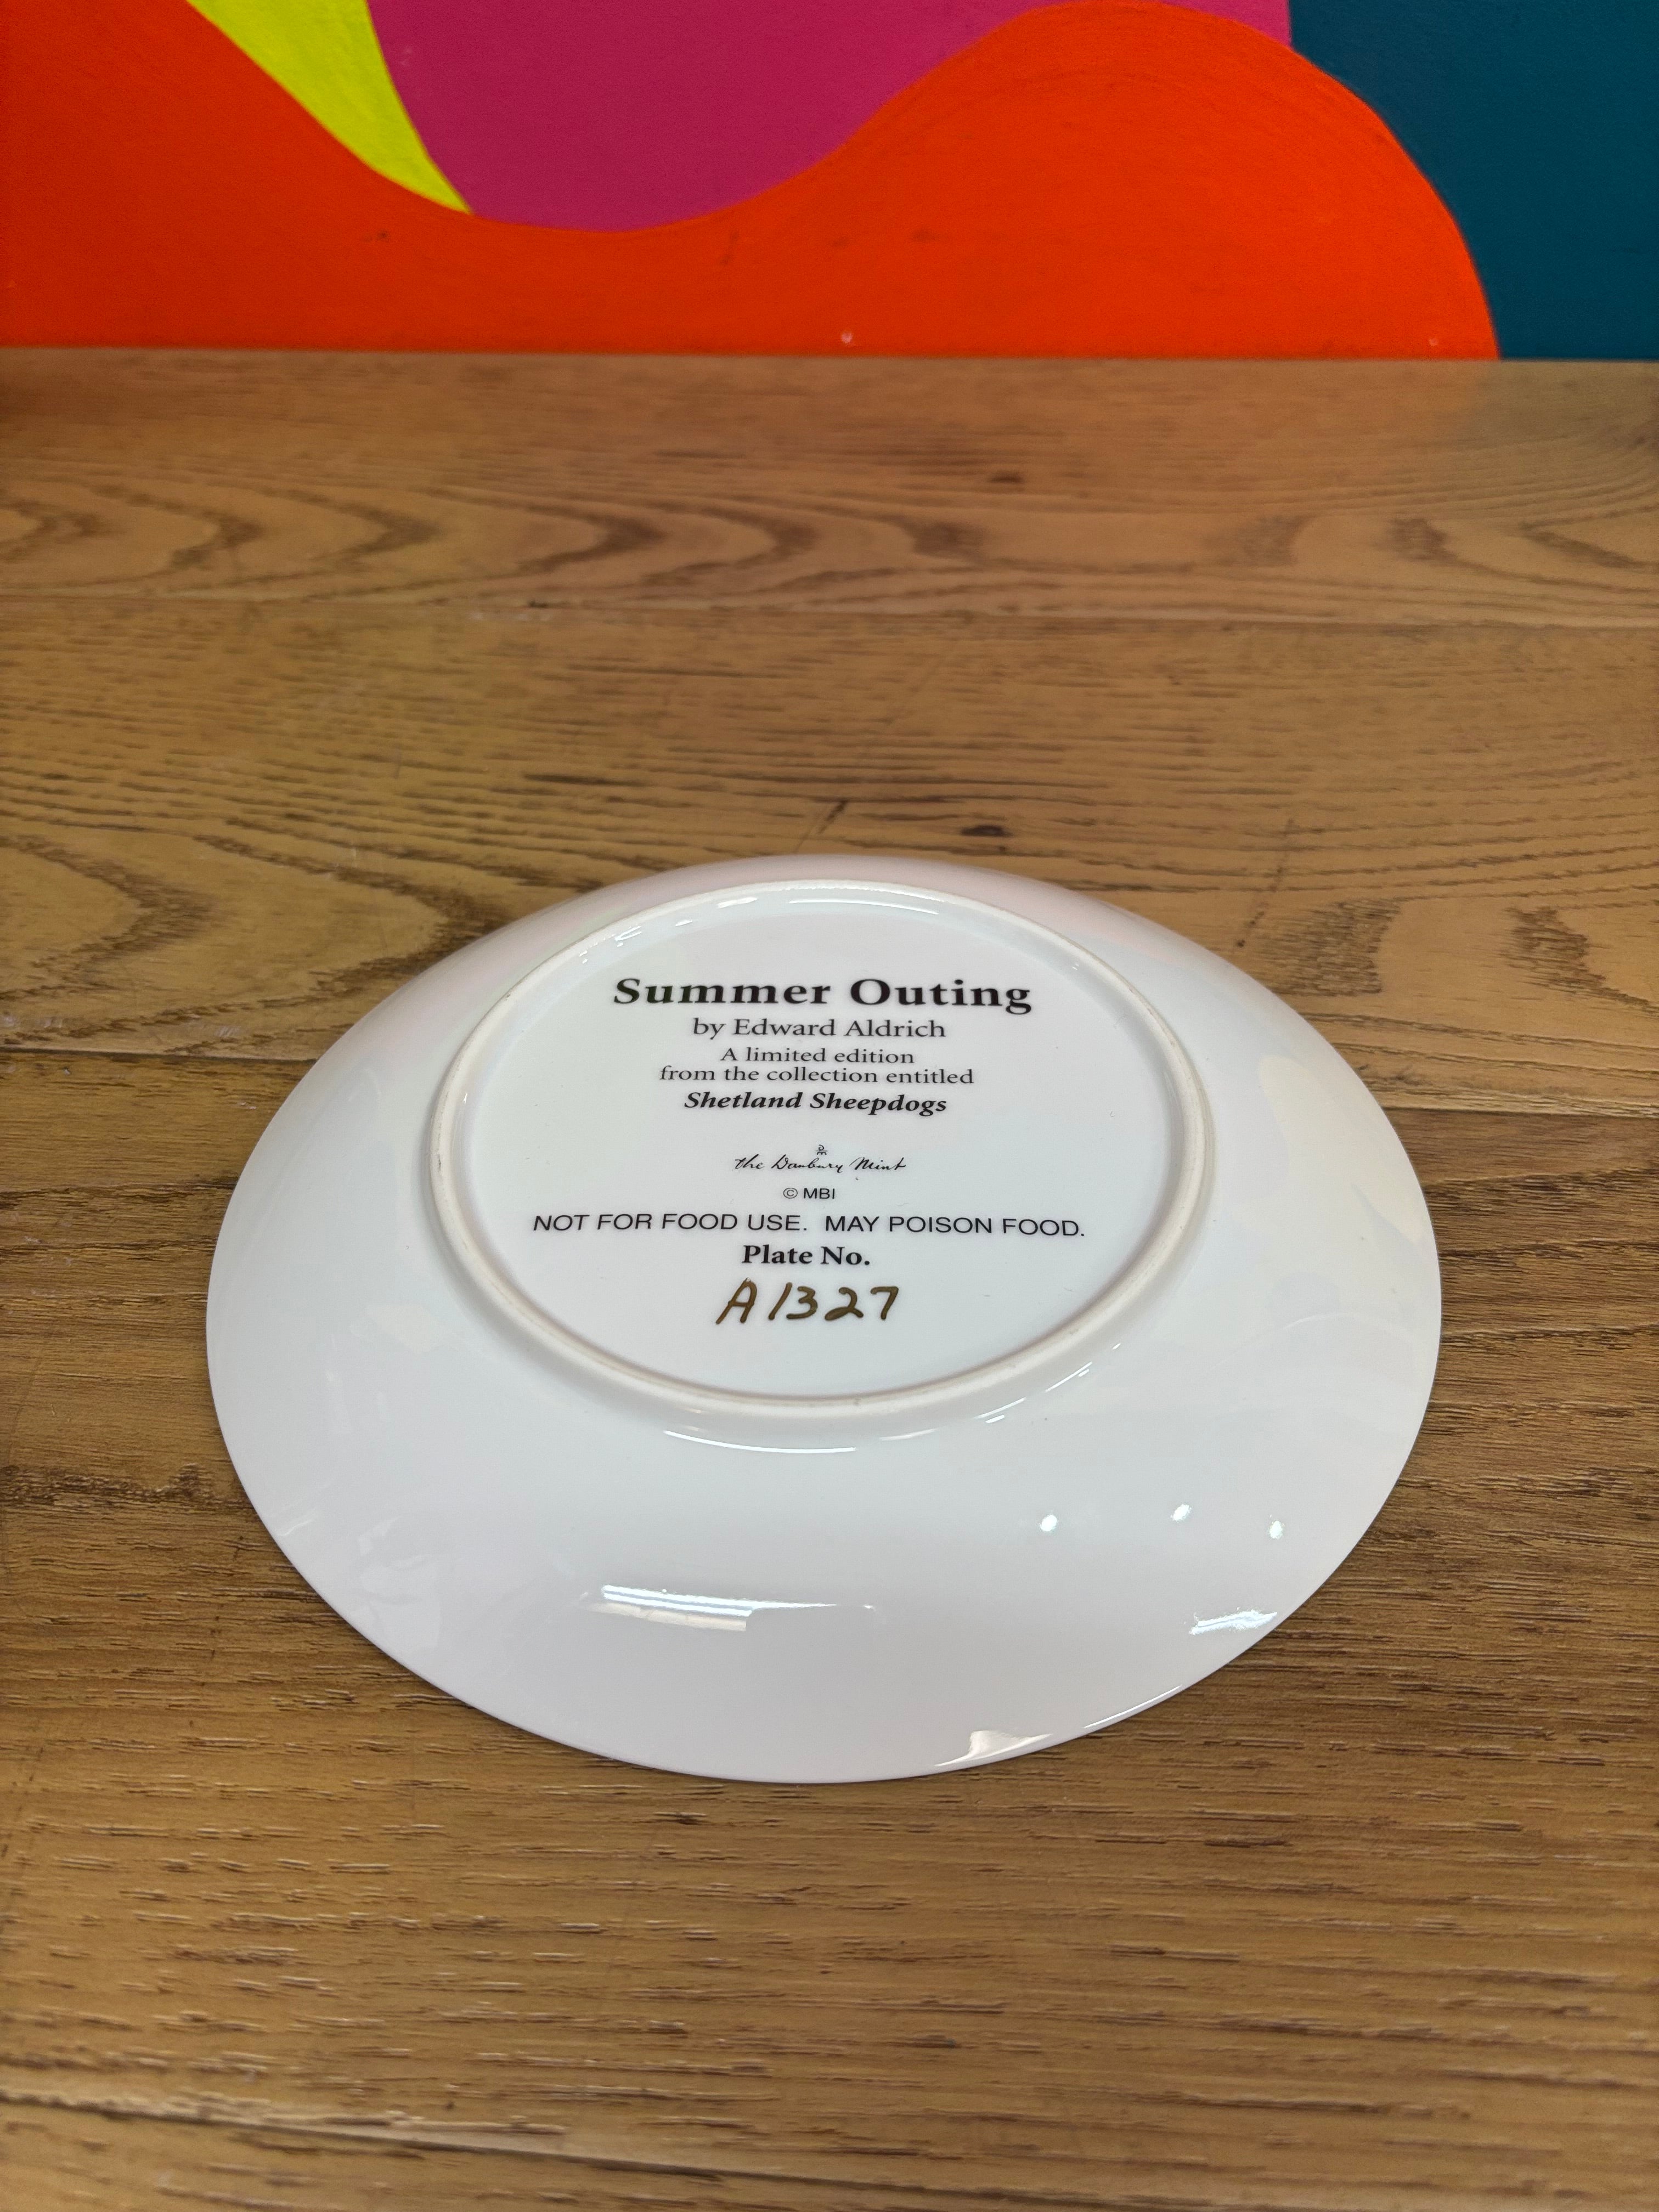 Summer Outing
by Edward Aldrich
A limited edition
from the collection entitled
Shetland Sheepdogs
the Danbury Mint
© MBI
NOT FOR FOOD USE. MAY POISON FOOD.
Plate No.
A1327